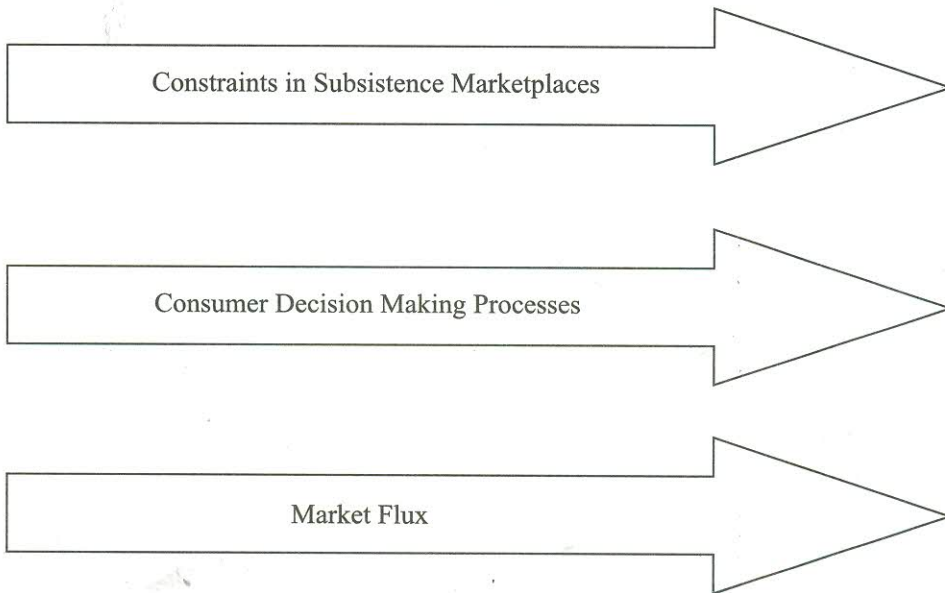 Constraints in Subsistence Marketplaces
Consumer Decision Making Processes
Market Flux